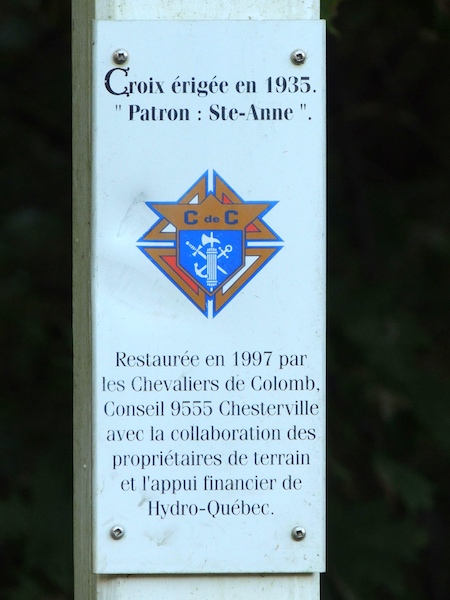 Croix érigée en 1935.
" Patron : Ste-Anne ".
C de C
Restaurée en 1997 par
les Chevaliers de Colomb,
Conseil 9555 Chesterville
avec la collaboration des
propriétaires de terrain
et l'appui financier de
Hydro-Québec.